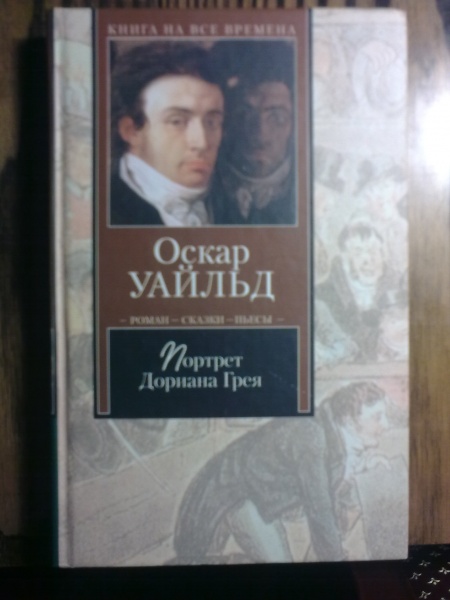 КНИГА НА ВСЕ ВРЕМЕНА
Оскар
УАЙЛЬД
— РОМАН — СКАЗКИ — ПЬЕСЫ —
Портрет
Дориана Грея